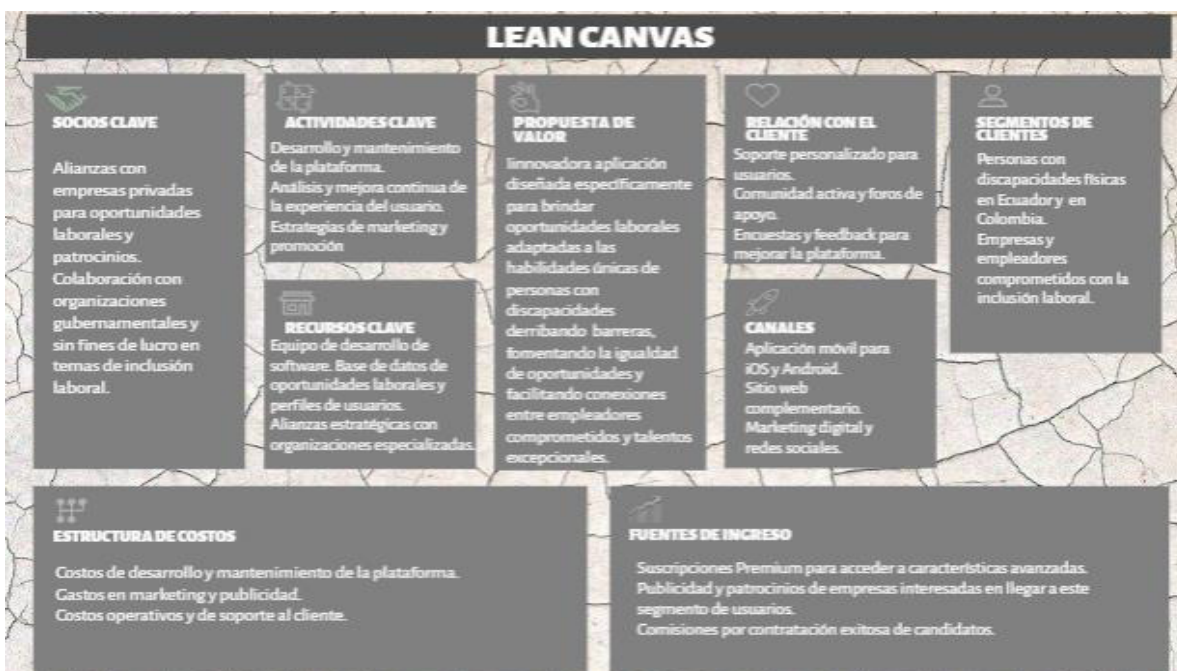 LEAN CANVAS
SOCIOS CLAVE
Alianzas con
empresas privadas
para oportunidades
laborales y
patrocinios.
Colaboración con
organizaciones
gubernamentales y
sin fines de lucro en
temas de inclusión
laboral.
ACTIVIDADES CLAVE
Desarrollo y mantenimiento
de la plataforma.
Análisis y mejora continua de
la experiencia del usuario.
Estrategias de marketing y
promoción
RECURSOS CLAVE
Equipo de desarrollo de
software. Base de datos de
oportunidades laborales y
perfiles de usuarios.
Alianzas estratégicas con
organizaciones especializadas.
PROPUESTA DE
VALOR
Iinnovadora aplicación
diseñada específicamente
para brindar
oportunidades laborales
adaptadas a las
habilidades únicas de
personas con
discapacidades
derribando barreras,
fomentando la igualdad
de oportunidades y
facilitando conexiones
entre empleadores
comprometidos y talentos
excepcionales.
RELACIÓN CON EL
CLIENTE
Soporte personalizado para
usuarios.
Comunidad activa y foros de
apoyo.
Encuestas y feedback para
mejorar la plataforma.
CANALES
Aplicación móvil para
iOS y Android.
Sitio web
complementario.
Marketing digital y
redes sociales.
SEGMENTOS DE
CLIENTES
Personas con
discapacidades físicas
en Ecuador y en
Colombia.
Empresas y
empleadores
comprometidos con la
inclusión laboral.
ESTRUCTURA DE COSTOS
Costos de desarrollo y mantenimiento de la plataforma.
Gastos en marketing y publicidad.
Costos operativos y de soporte al cliente.
FUENTES DE INGRESO
Suscripciones Premium para acceder a características avanzadas.
Publicidad y patrocinios de empresas interesadas en llegar a este
segmento de usuarios.
Comisiones por contratación exitosa de candidatos.